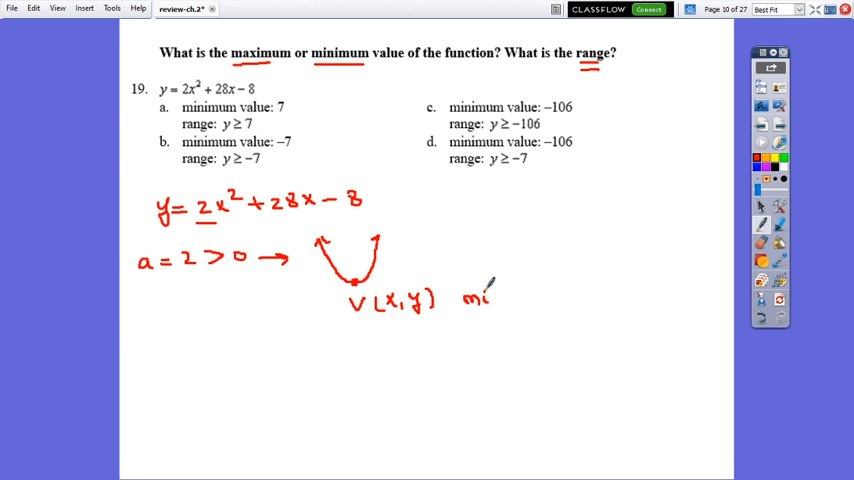 File Edit View Insert Tools Help review-ch.2* CLASSFLOW Connect Page 10 of 27 Best Fit
What is the maximum or minimum value of the function? What is the range?
19. y = 2x² + 28x – 8
a. minimum value: 7
range: y ≥ 7
b. minimum value: –7
range: y ≥ –7
c. minimum value: –106
range: y ≥ –106
d. minimum value: –106
range: y ≥ –7
y = 2x² + 28x – 8
a = 2 > 0 →
V(x,y) mi